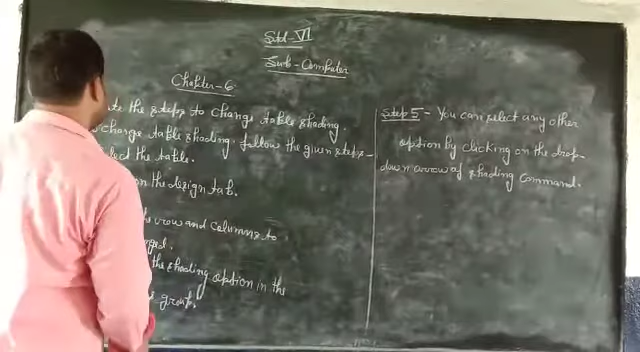 Std-VI
Sub-Computer
Chapter-6
the steps to change table shading.
change table shading, follow the given steps-
the table.
on the design tab.
row and columns to
the shading option in the
group.
Step 5 - You can select any other
option by clicking on the drop-
down arrow of shading command.